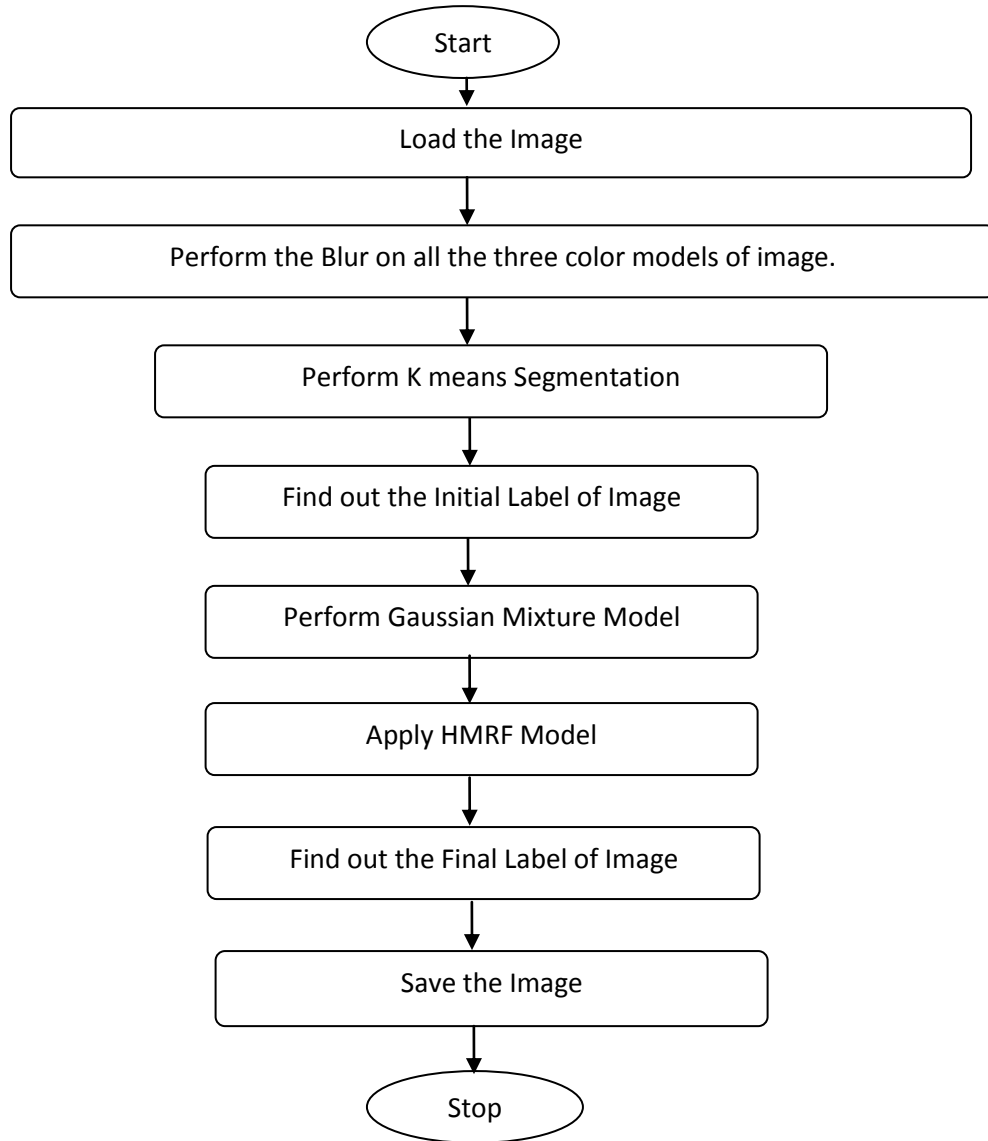 Start
Load the Image
Perform the Blur on all the three color models of image.
Perform K means Segmentation
Find out the Initial Label of Image
Perform Gaussian Mixture Model
Apply HMRF Model
Find out the Final Label of Image
Save the Image
Stop